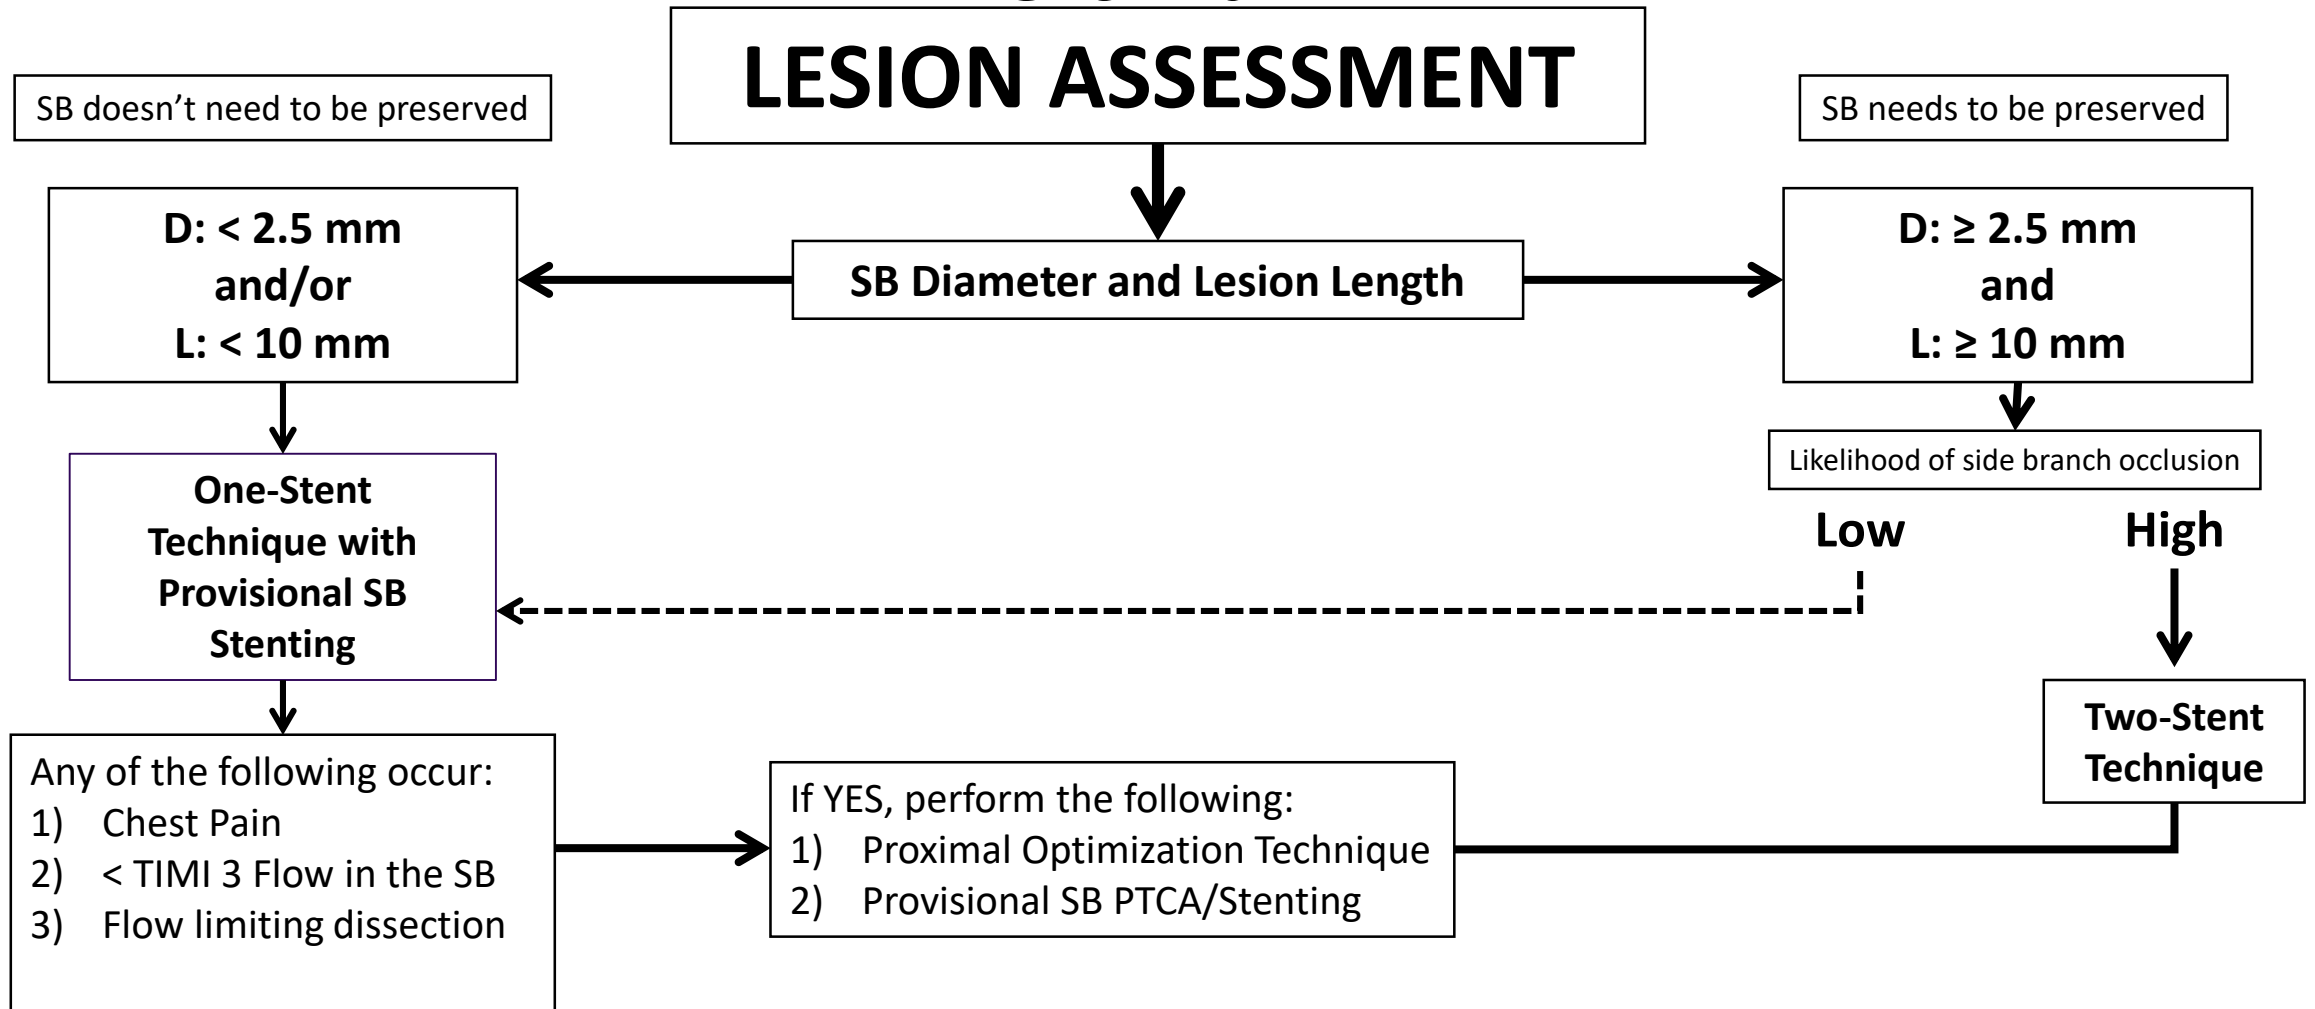 LESION ASSESSMENT
SB doesn’t need to be preserved
SB needs to be preserved
D: < 2.5 mm
and/or
L: < 10 mm
SB Diameter and Lesion Length
D: ≥ 2.5 mm
and
L: ≥ 10 mm
Likelihood of side branch occlusion
Low
High
One-Stent
Technique with
Provisional SB
Stenting
Two-Stent
Technique
Any of the following occur:
1) Chest Pain
2) < TIMI 3 Flow in the SB
3) Flow limiting dissection
If YES, perform the following:
1) Proximal Optimization Technique
2) Provisional SB PTCA/Stenting